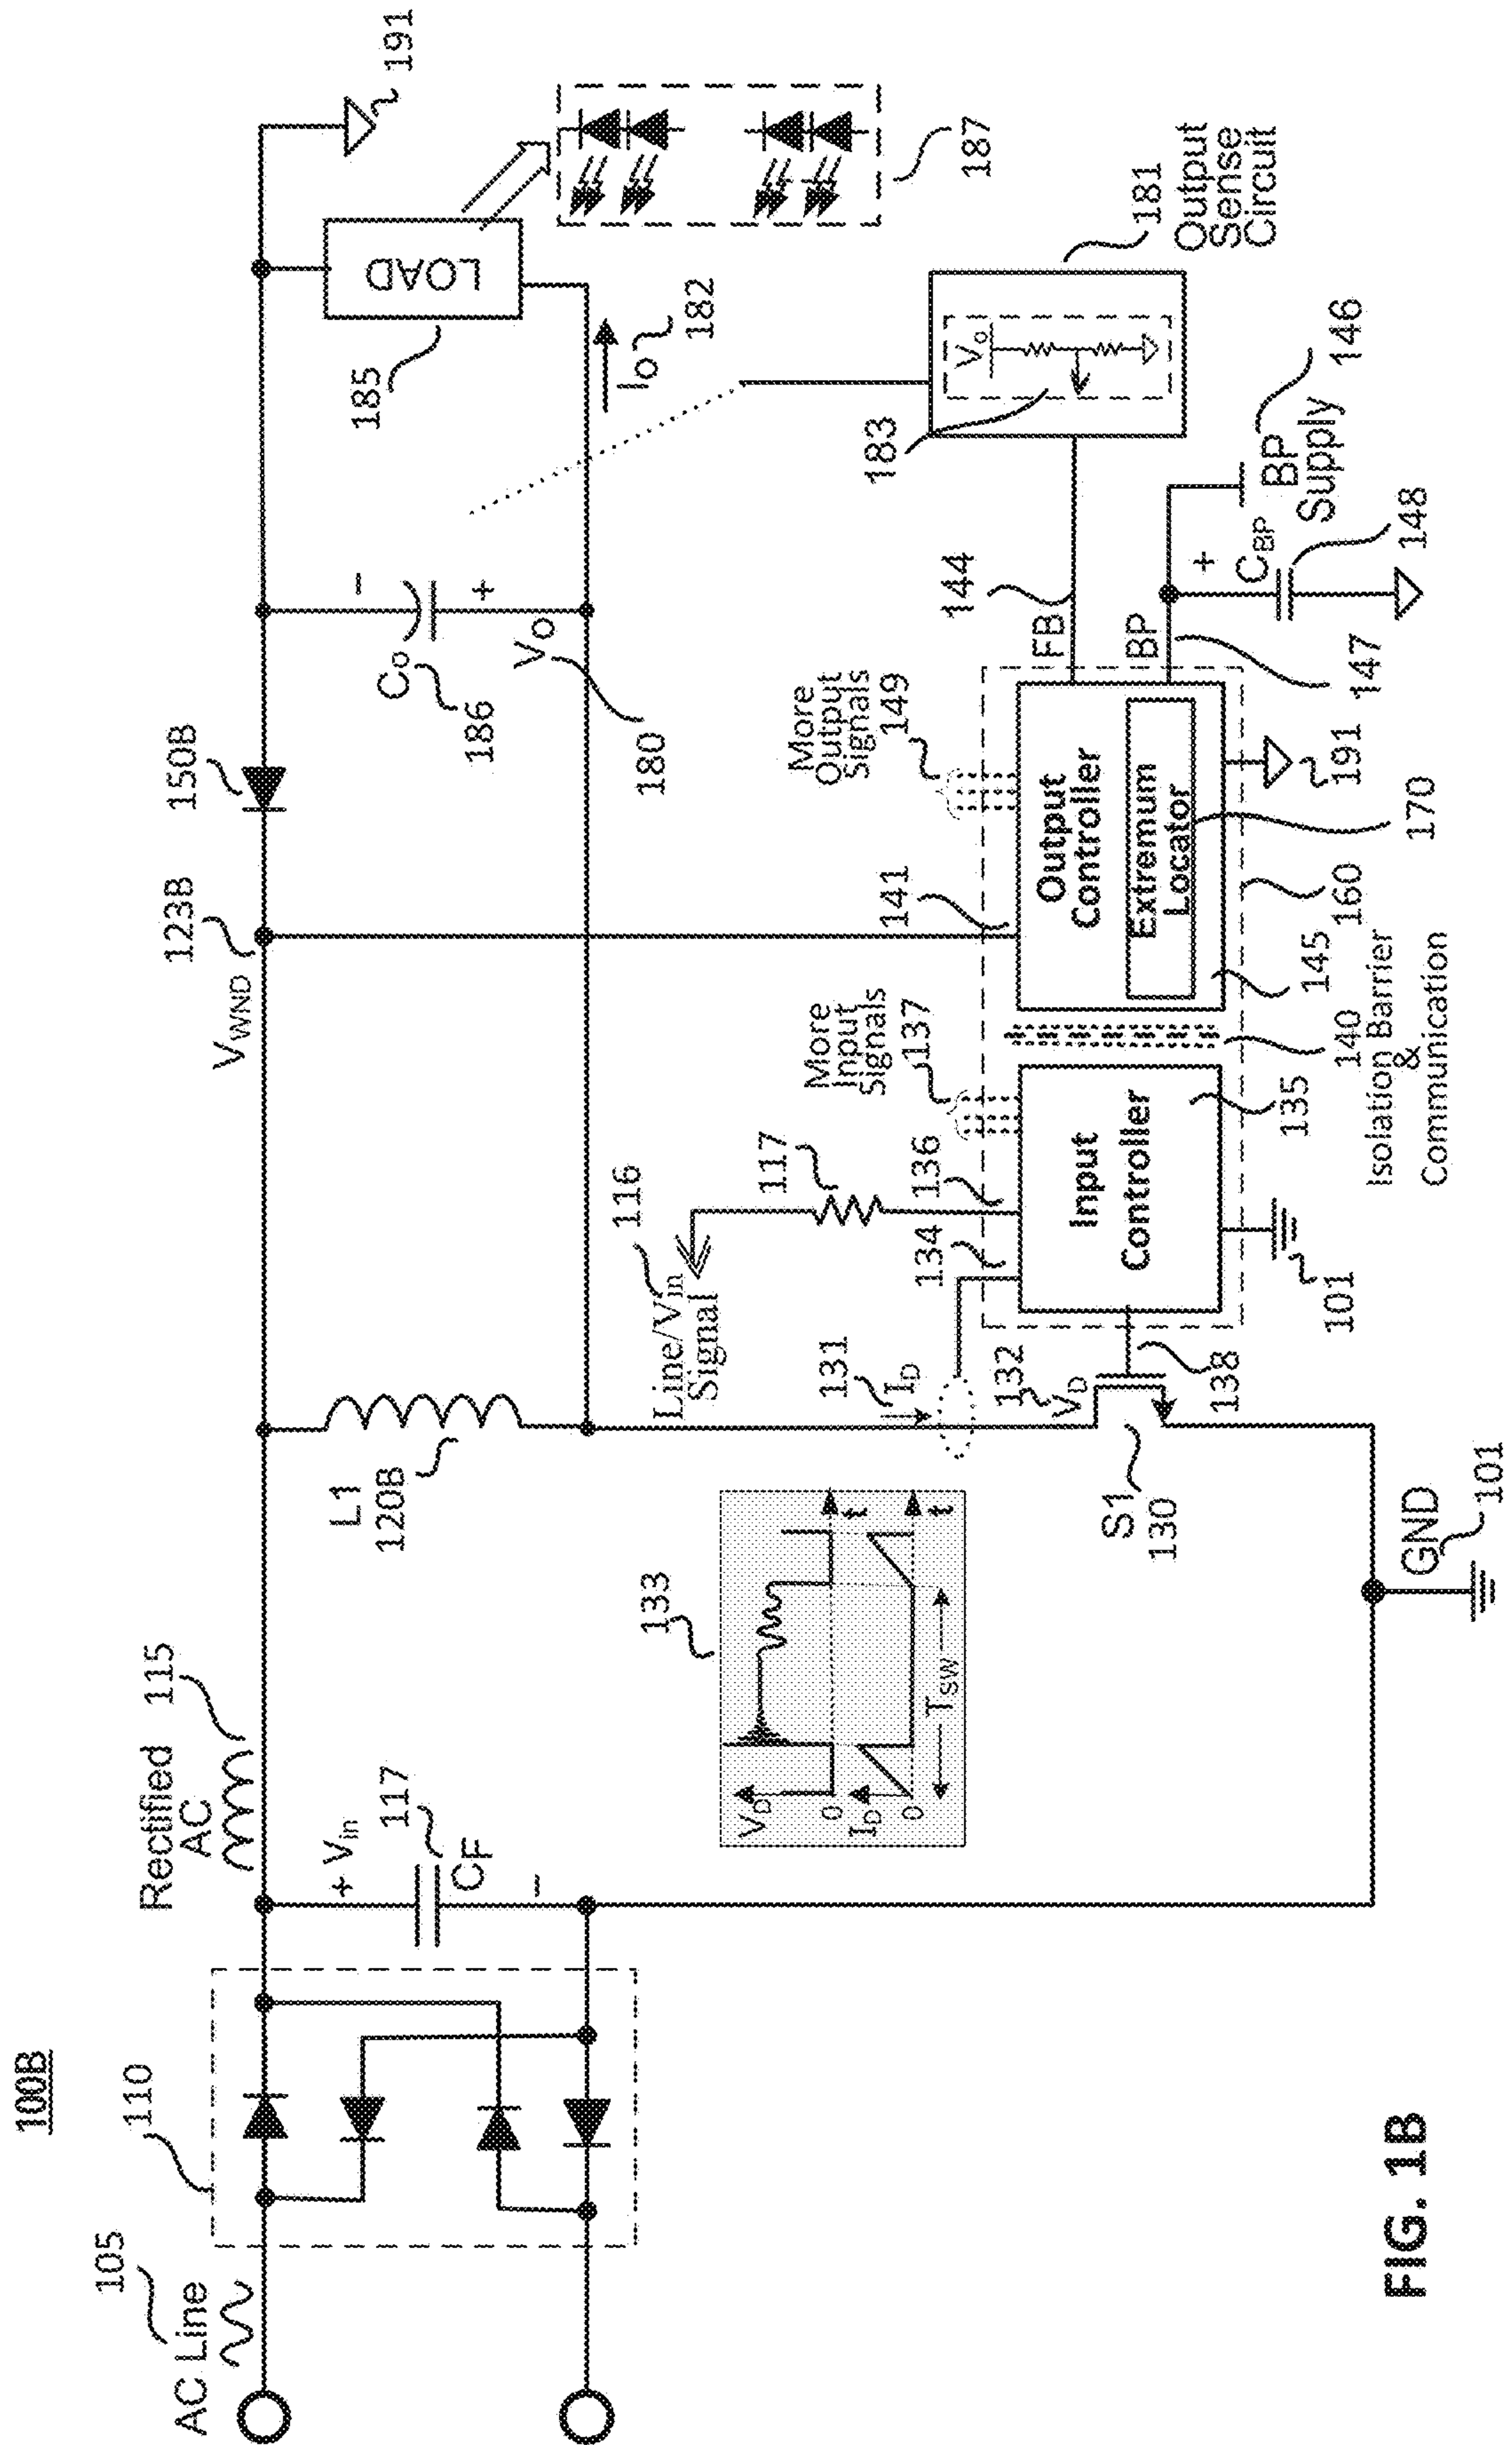 100B
AC Line
105
110
Rectified
AC
115
+ Vin
117
CF
–
L1
120B
VWND
123B
150B
Co
186
–
+
Vo
180
LOAD
185
Io
182
191
187
133
VD
0
ID
0
TSW
t
t
Line/Vin
Signal
116
117
131
ID
132
VD
S1
130
138
134
136
More
Input
Signals
137
Input
Controller
135
101
140
Isolation Barrier
&
Communication
141
More
Output
Signals
149
Output
Controller
Extremum
Locator
145
160
170
191
FB
144
BP
147
+
CBP
148
BP
Supply
146
183
Vo
181
Output
Sense
Circuit
GND
101
FIG. 1B